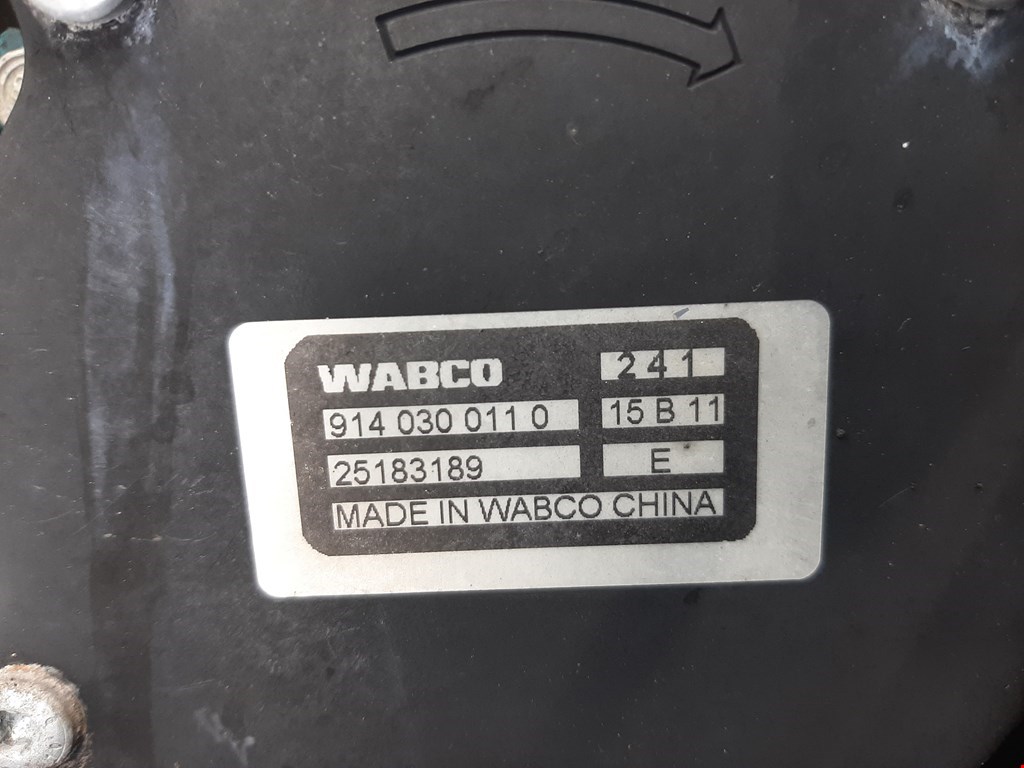 WABCO 241
914 030 011 0 15 B 11
25183189 E
MADE IN WABCO CHINA